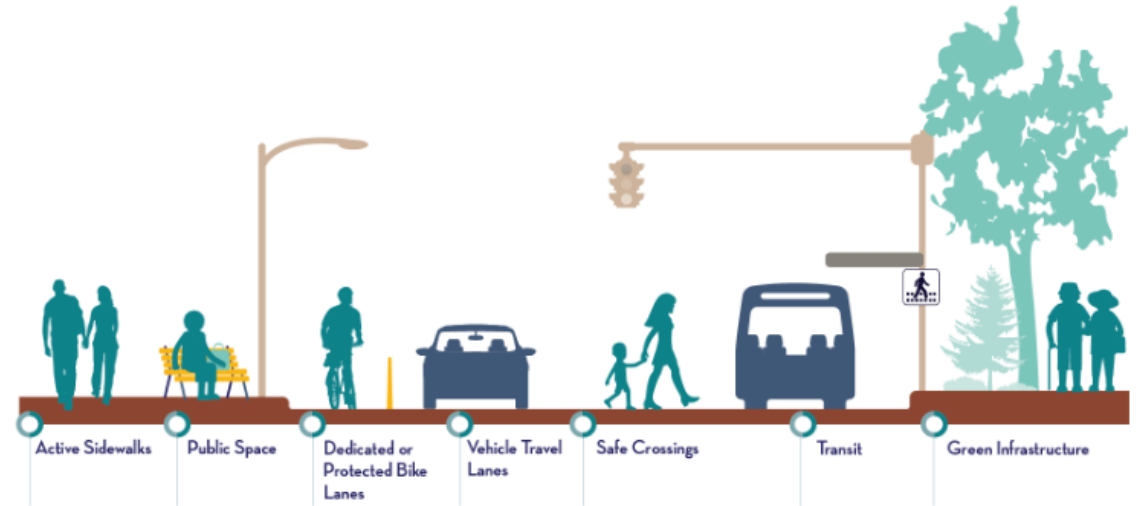 Active Sidewalks
Public Space
Dedicated or
Protected Bike
Lanes
Vehicle Travel
Lanes
Safe Crossings
Transit
Green Infrastructure